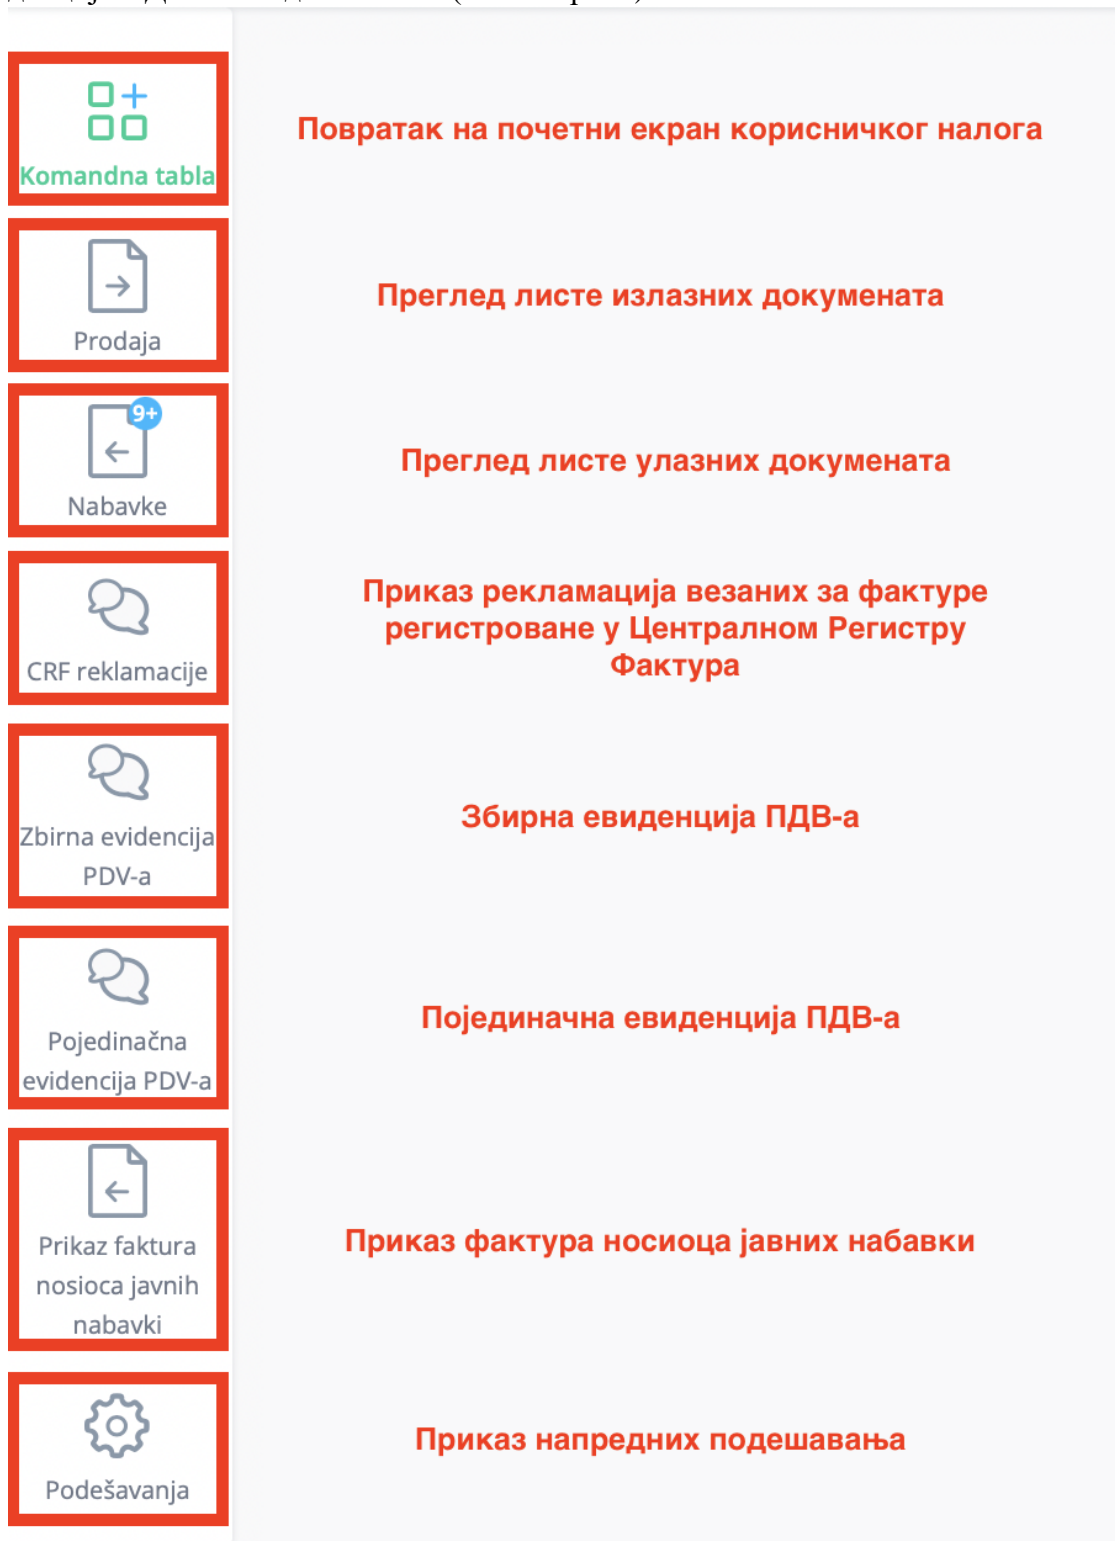 Komandna tabla
Повратак на почетни екран корисничког налога
Prodaja
Преглед листе излазних докумената
9+
Nabavke
Преглед листе улазних докумената
CRF reklamacije
Приказ рекламација везаних за фактуре
регистроване у Централном Регистру
Фактура
Zbirna evidencija
PDV-a
Збирна евиденција ПДВ-а
Pojedinačna
evidencija PDV-a
Појединачна евиденција ПДВ-а
Prikaz faktura
nosioca javnih
nabavki
Приказ фактура носиоца јавних набавки
Podešavanja
Приказ напредних подешавања